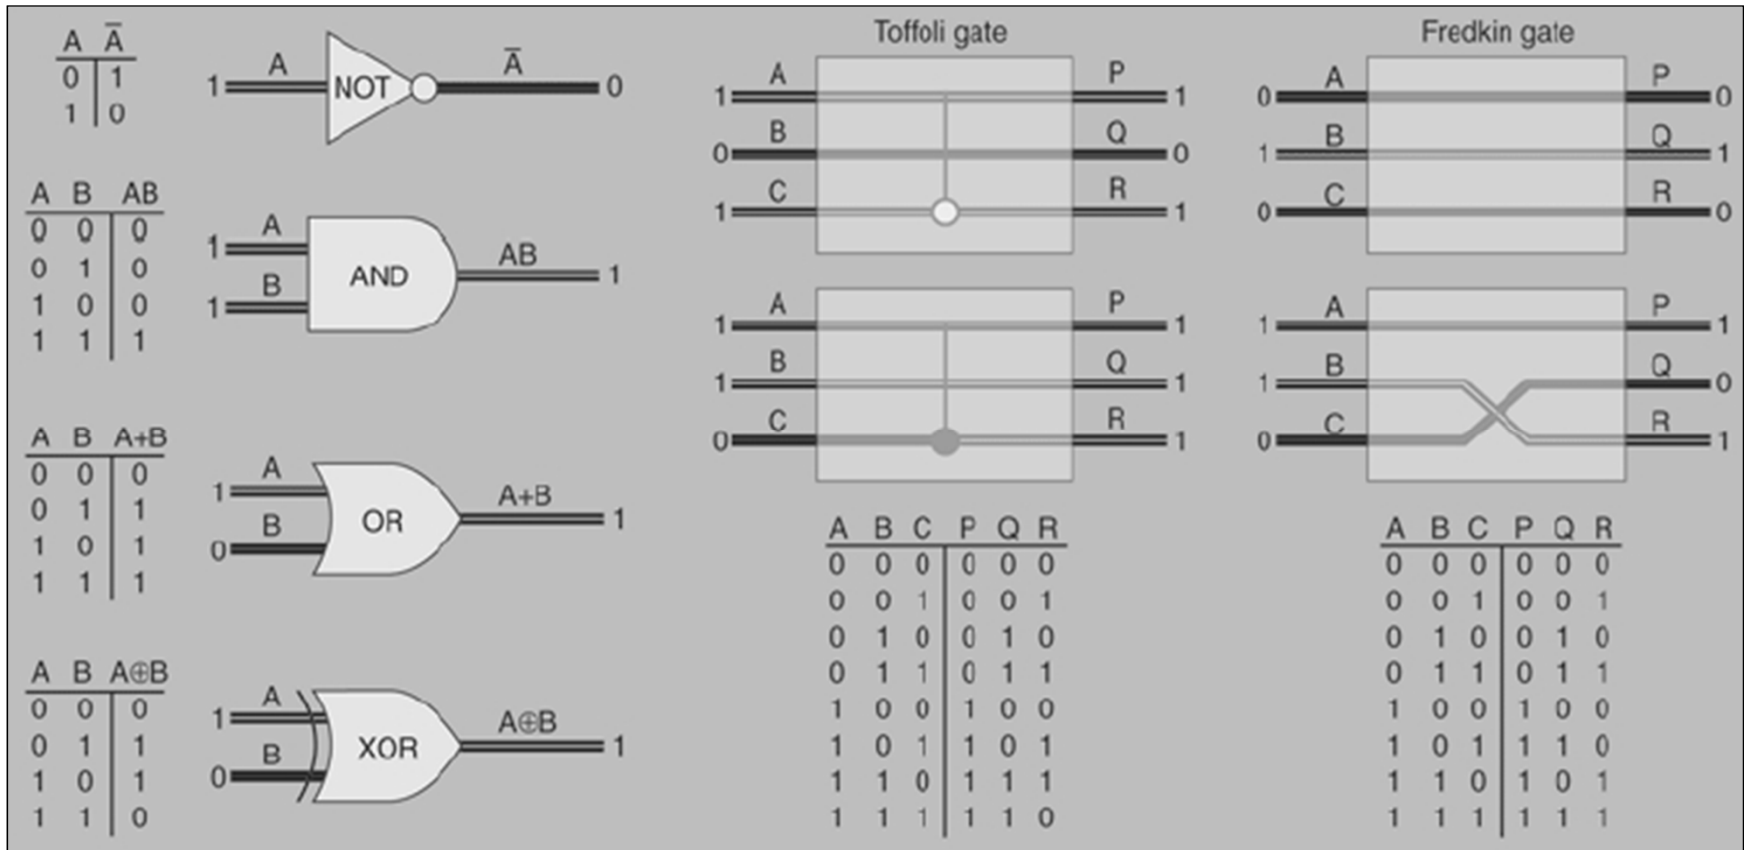 A A̅
0 1
1 0
1 A NOT A̅ 0
A B AB
0 0 0
0 1 0
1 0 0
1 1 1
1 A
1 B
AND
AB 1
A B A+B
0 0 0
0 1 1
1 0 1
1 1 1
1 A
0 B
OR
A+B 1
A B A⊕B
0 0 0
0 1 1
1 0 1
1 1 0
1 A
0 B
XOR
A⊕B 1
Toffoli gate
1 A P 1
0 B Q 0
1 C R 1
1 A P 1
1 B Q 1
0 C R 1
A B C P Q R
0 0 0 0 0 0
0 0 1 0 0 1
0 1 0 0 1 0
0 1 1 0 1 1
1 0 0 1 0 0
1 0 1 1 0 1
1 1 0 1 1 1
1 1 1 1 1 0
Fredkin gate
0 A P 0
1 B Q 1
0 C R 0
1 A P 1
1 B Q 0
0 C R 1
A B C P Q R
0 0 0 0 0 0
0 0 1 0 0 1
0 1 0 0 1 0
0 1 1 0 1 1
1 0 0 1 0 0
1 0 1 1 1 0
1 1 0 1 0 1
1 1 1 1 1 1